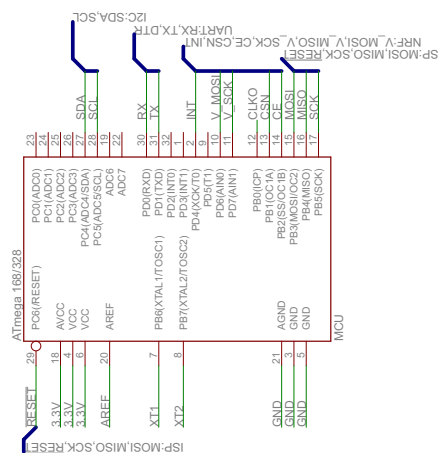 I2C:SDA,SCL
UART:RX,TX,DTR
NRF:V_MOSI,V_MISO,V_SCK,CE,CSN,INT
SP:MOSI,MISO,SCK,RESET
SDA
SCL
RX
TX
INT
V_MOSI
V_SCK
_CLKO
CSN
CE
MOSI
MISO
SCK
23
24
25
26
27
28
19
22
30
31
32
1
2
9
10
11
12
13
14
15
16
17
PC0(ADC0)
PC1(ADC1)
PC2(ADC2)
PC3(ADC3)
PC4(ADC4/SDA)
PC5(ADC5/SCL)
ADC6
ADC7
PD0(RXD)
PD1(TXD)
PD2(INT0)
PD3(INT1)
PD4(XCK/T0)
PD5(T1)
PD6(AIN0)
PD7(AIN1)
PB0(ICP)
PB1(OC1A)
PB2(SS/OC1B)
PB3(MOSI/OC2)
PB4(MISO)
PB5(SCK)
ATmega 168/328
PC6(/RESET)
AVCC
VCC
VCC
AREF
PB6(XTAL1/TOSC1)
PB7(XTAL2/TOSC2)
AGND
GND
GND
MCU
29
18
4
6
20
7
8
21
3
5
RESET
3.3V
3.3V
3.3V
AREF
XT1
XT2
GND
GND
GND
ISP:MOSI,MISO,SCK,RESET